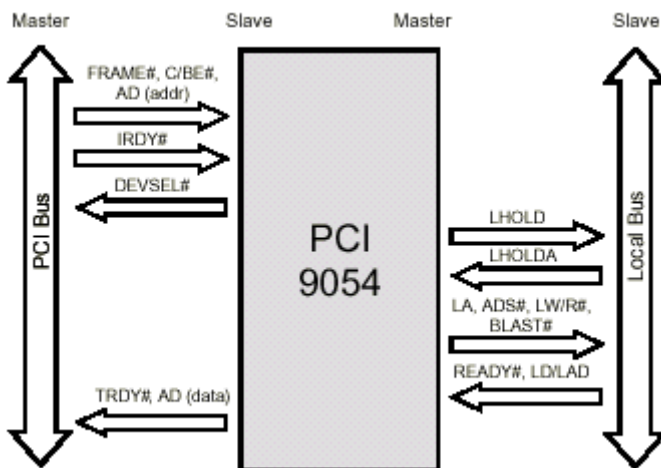 Master
Slave
Master
Slave
FRAME#, C/BE#,
AD (addr)
IRDY#
DEVSEL#
PCI Bus
TRDY#, AD (data)
PCI
9054
LHOLD
LHOLDA
LA, ADS#, LW/R#,
BLAST#
READY#, LD/LAD
Local Bus